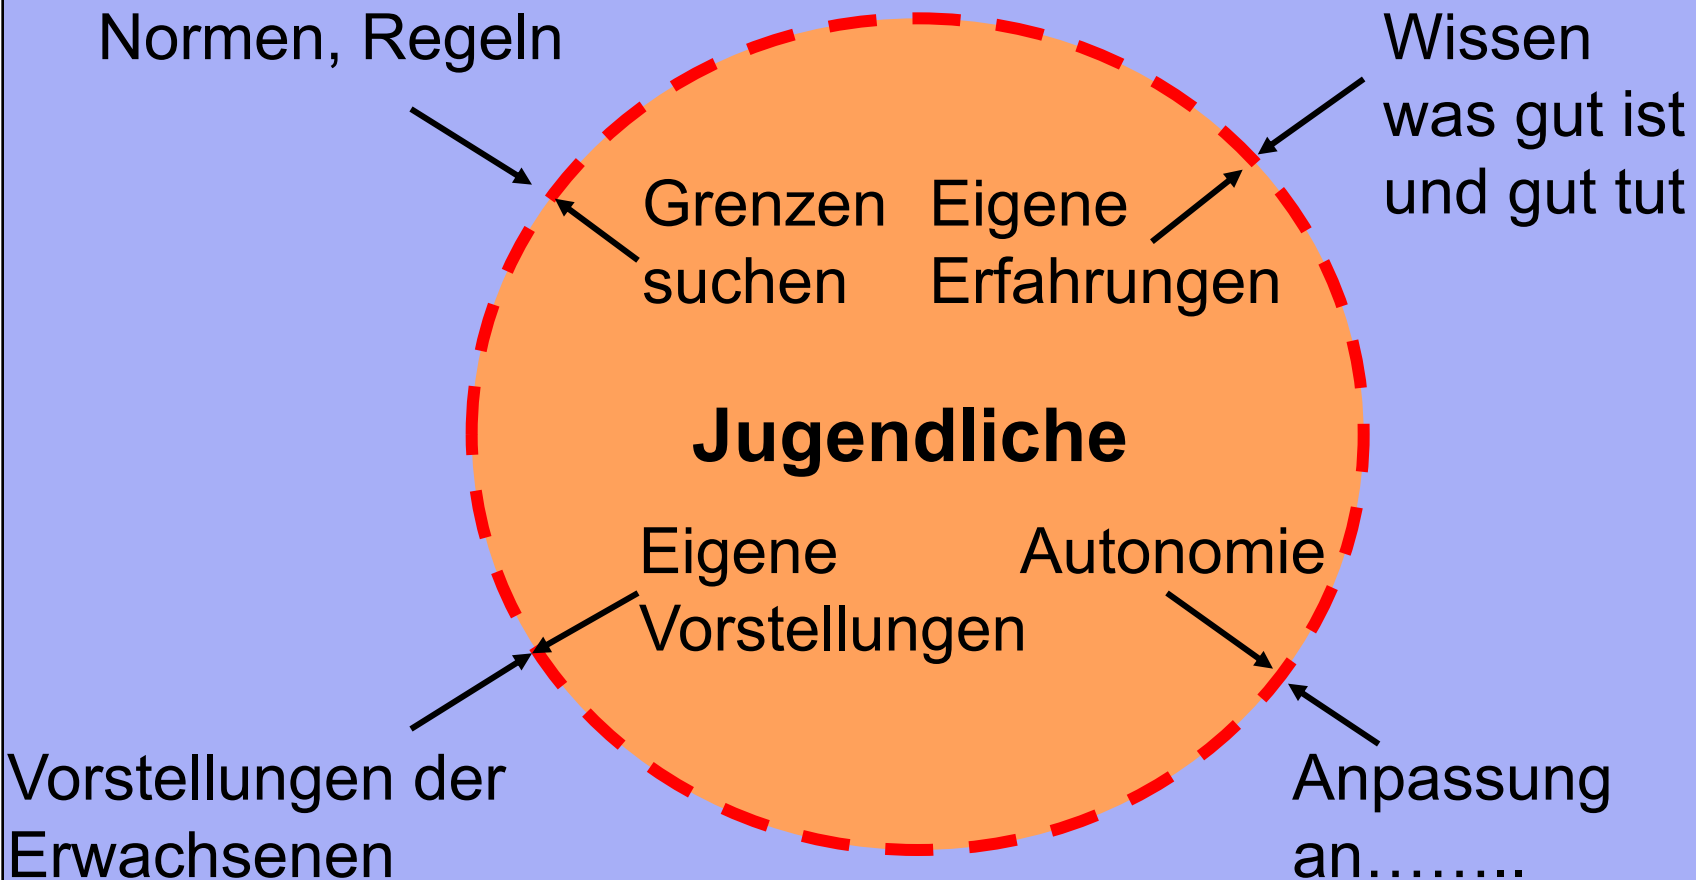 Normen, Regeln
Wissen
was gut ist
und gut tut
Grenzen
suchen
Eigene
Erfahrungen
Jugendliche
Eigene
Vorstellungen
Autonomie
Vorstellungen der
Erwachsenen
Anpassung
an……..